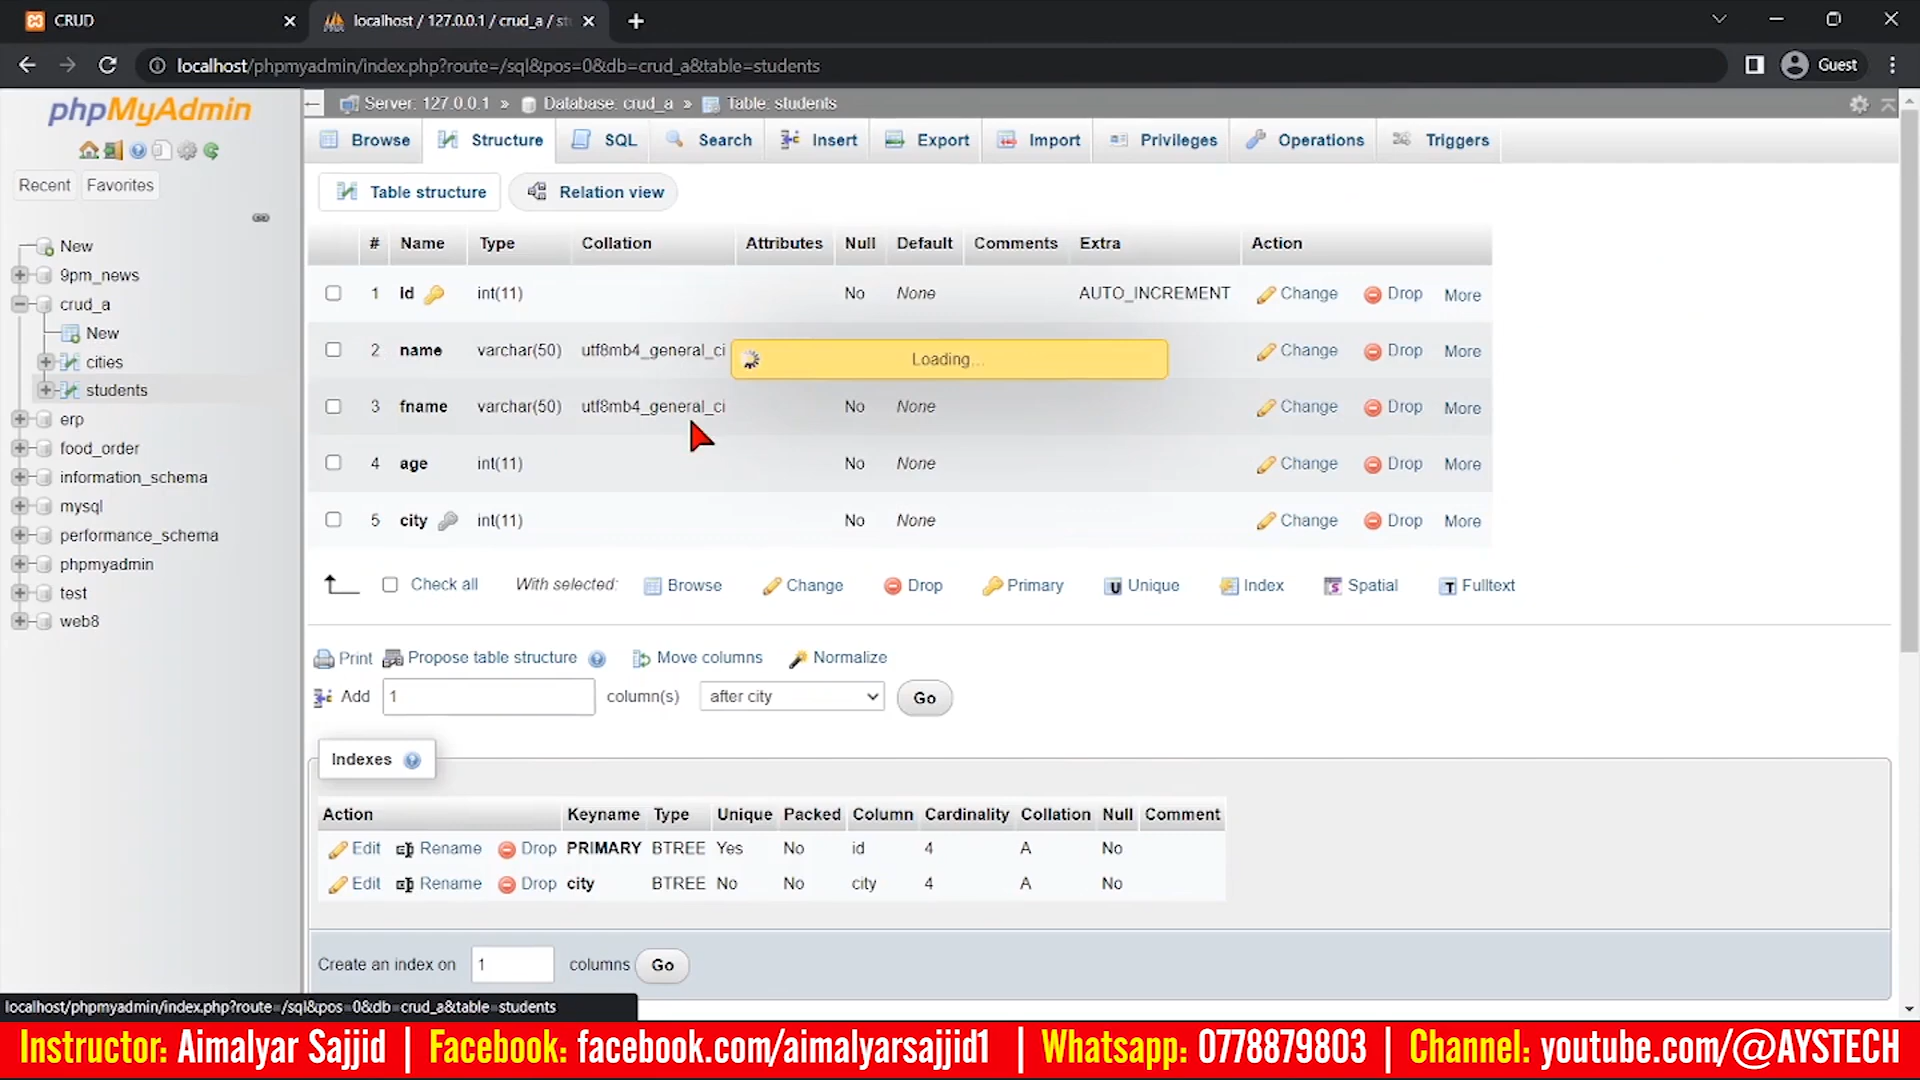 CRUD
localhost / 127.0.0.1 / crud_a / st
localhost/phpmyadmin/index.php?route=/sql&pos=0&db=crud_a&table=students
Guest
phpMyAdmin
Recent Favorites
New
9pm_news
crud_a
New
cities
students
erp
food_order
information_schema
mysql
performance_schema
phpmyadmin
test
web8
Server: 127.0.0.1 » Database: crud_a » Table: students
Browse Structure SQL Search Insert Export Import Privileges Operations Triggers
Table structure Relation view
# Name Type Collation Attributes Null Default Comments Extra Action
1 id int(11) No None AUTO_INCREMENT Change Drop More
2 name varchar(50) utf8mb4_general_ci Change Drop More
Loading...
3 fname varchar(50) utf8mb4_general_ci No None Change Drop More
4 age int(11) No None Change Drop More
5 city int(11) No None Change Drop More
Check all With selected: Browse Change Drop Primary Unique Index Spatial Fulltext
Print Propose table structure Move columns Normalize
Add 1 column(s) after city Go
Indexes
Action Keyname Type Unique Packed Column Cardinality Collation Null Comment
Edit Rename Drop PRIMARY BTREE Yes No id 4 A No
Edit Rename Drop city BTREE No No city 4 A No
Create an index on 1 columns Go
localhost/phpmyadmin/index.php?route=/sql&pos=0&db=crud_a&table=students
Instructor: Aimalyar Sajjid | Facebook: facebook.com/aimalyarsajjid1 | Whatsapp: 0778879803 | Channel: youtube.com/@AYSTECH